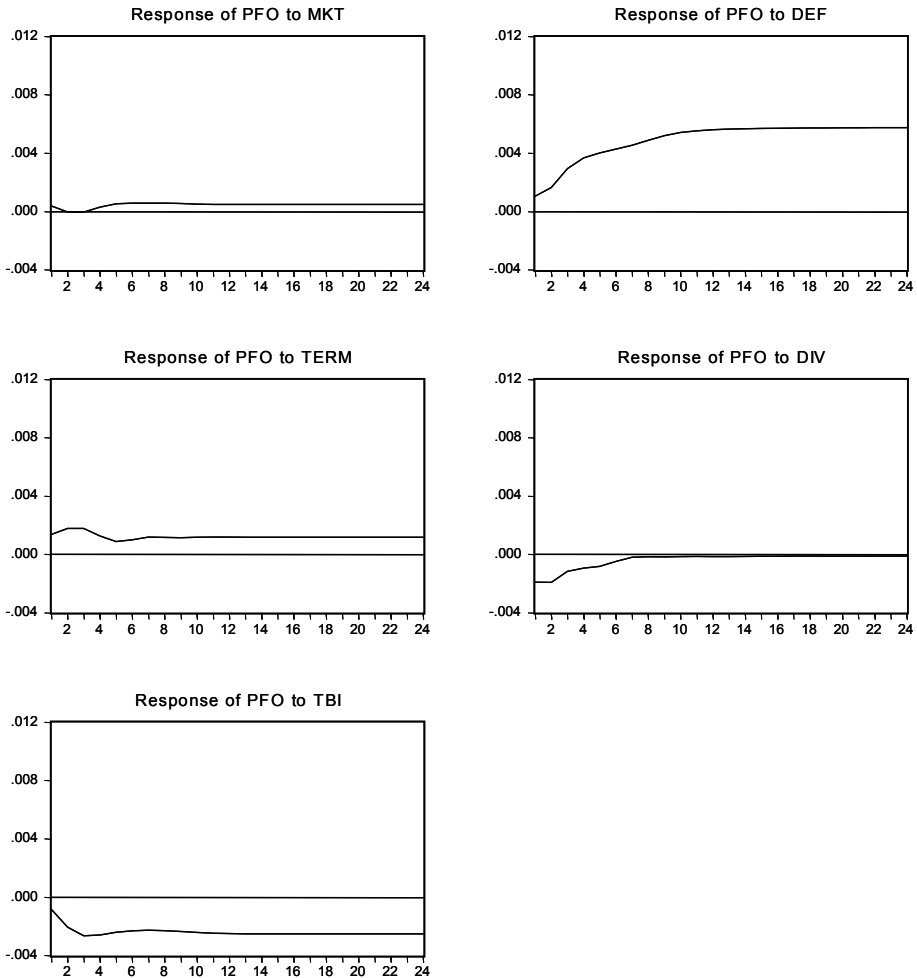 Response of PFO to MKT
.012
.008
.004
.000
-.004
2 4 6 8 10 12 14 16 18 20 22 24
Response of PFO to DEF
.012
.008
.004
.000
-.004
2 4 6 8 10 12 14 16 18 20 22 24
Response of PFO to TERM
.012
.008
.004
.000
-.004
2 4 6 8 10 12 14 16 18 20 22 24
Response of PFO to DIV
.012
.008
.004
.000
-.004
2 4 6 8 10 12 14 16 18 20 22 24
Response of PFO to TBI
.012
.008
.004
.000
-.004
2 4 6 8 10 12 14 16 18 20 22 24